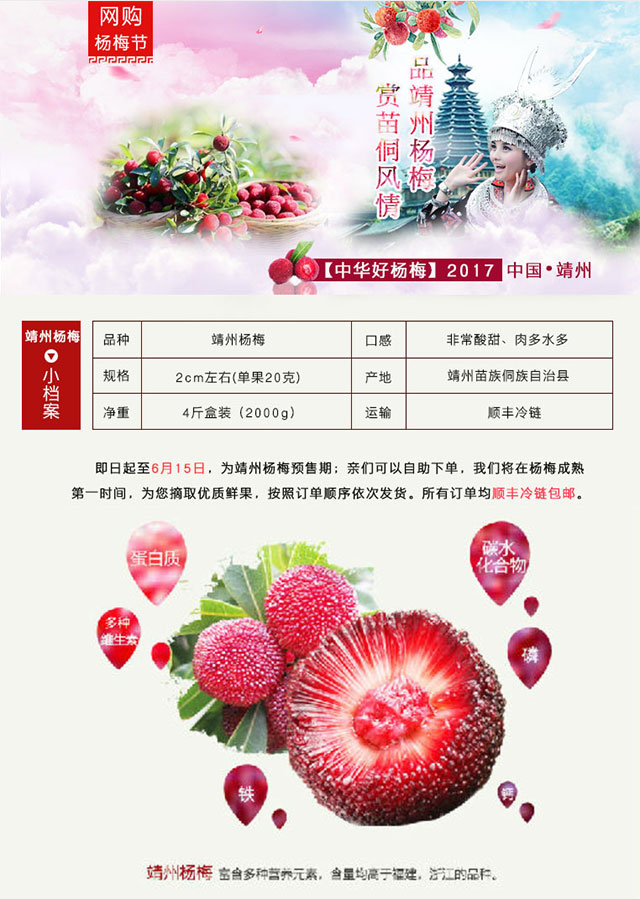 网购
杨梅节
品靖州杨梅
赏苗侗风情
【中华好杨梅】2017 中国·靖州
靖州杨梅
小档案
品种 靖州杨梅 口感 非常酸甜、肉多水多
规格 2cm左右(单果20克) 产地 靖州苗族侗族自治县
净重 4斤盒装（2000g） 运输 顺丰冷链
即日起至6月15日，为靖州杨梅预售期；亲们可以自助下单，我们将在杨梅成熟
第一时间，为您摘取优质鲜果，按照订单顺序依次发货。所有订单均顺丰冷链包邮。
蛋白质
碳水
化合物
多种
维生素
磷
铁
钙
靖州杨梅 富含多种营养元素，含量均高于福建，浙江的品种。